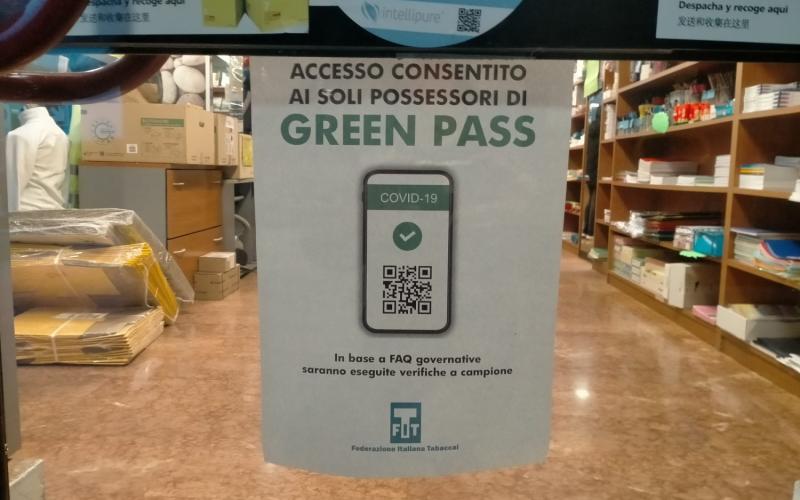 Despacha y recoge aquí
发送和收集在这里
intellipure
Despacha y recoge aquí
发送和收集在这里
ACCESSO CONSENTITO
AI SOLI POSSESSORI DI
GREEN PASS
COVID-19
In base a FAQ governative
saranno eseguite verifiche a campione
FIT
Federazione Italiana Tabaccai